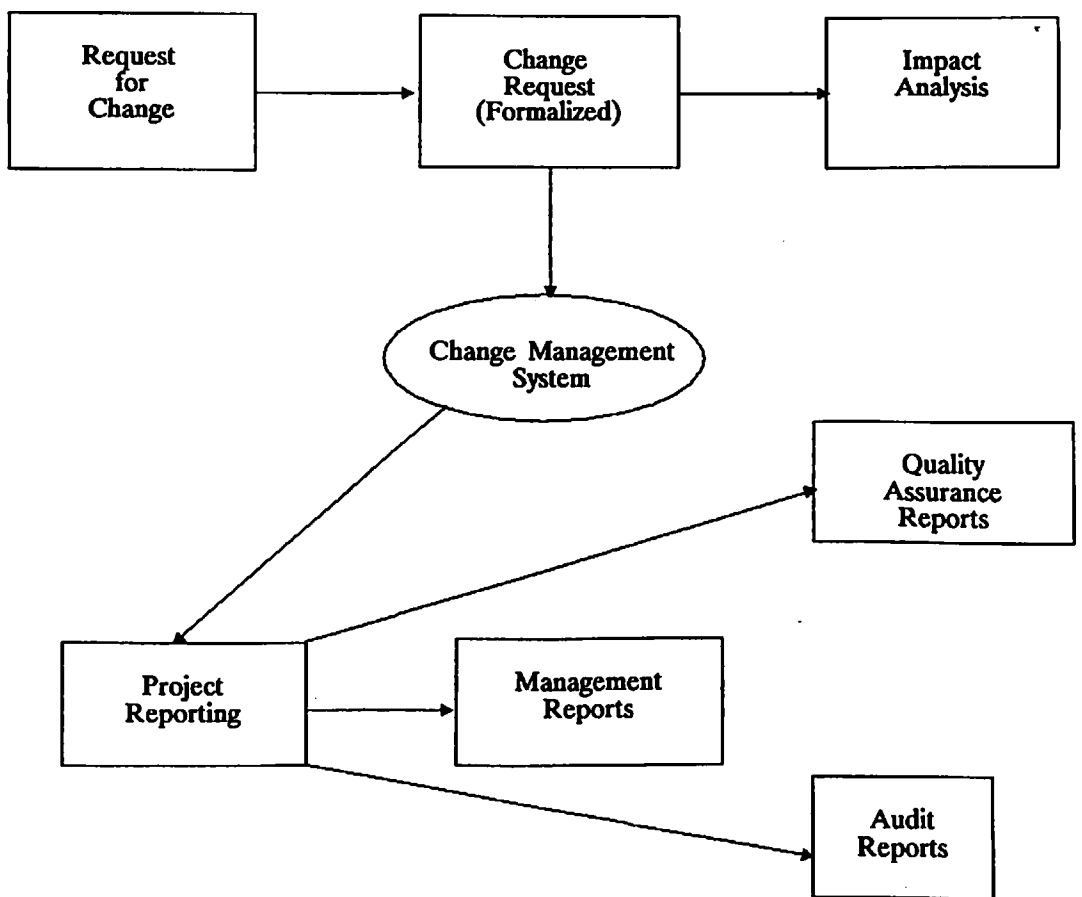 Request
for
Change
Change
Request
(Formalized)
Impact
Analysis
Change Management
System
Quality
Assurance
Reports
Project
Reporting
Management
Reports
Audit
Reports